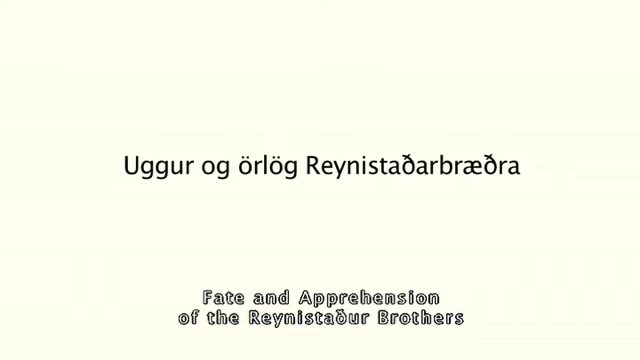 Uggur og örlög Reynistaðarbræðra
Fate and Apprehension
of the Reynistaður Brothers